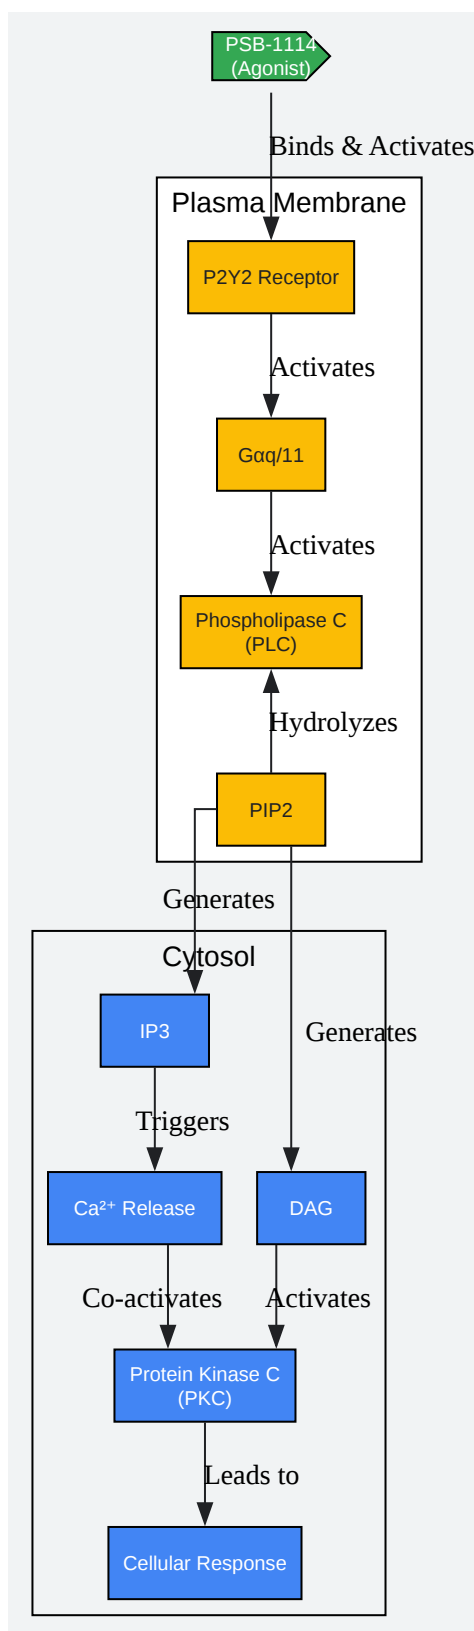 PSB-1114
(Agonist)
Binds & Activates
Plasma Membrane
P2Y2 Receptor
Activates
Gαq/11
Activates
Phospholipase C
(PLC)
Hydrolyzes
PIP2
Generates
Cytosol
IP3
Generates
Triggers
Ca²⁺ Release
DAG
Co-activates
Activates
Protein Kinase C
(PKC)
Leads to
Cellular Response